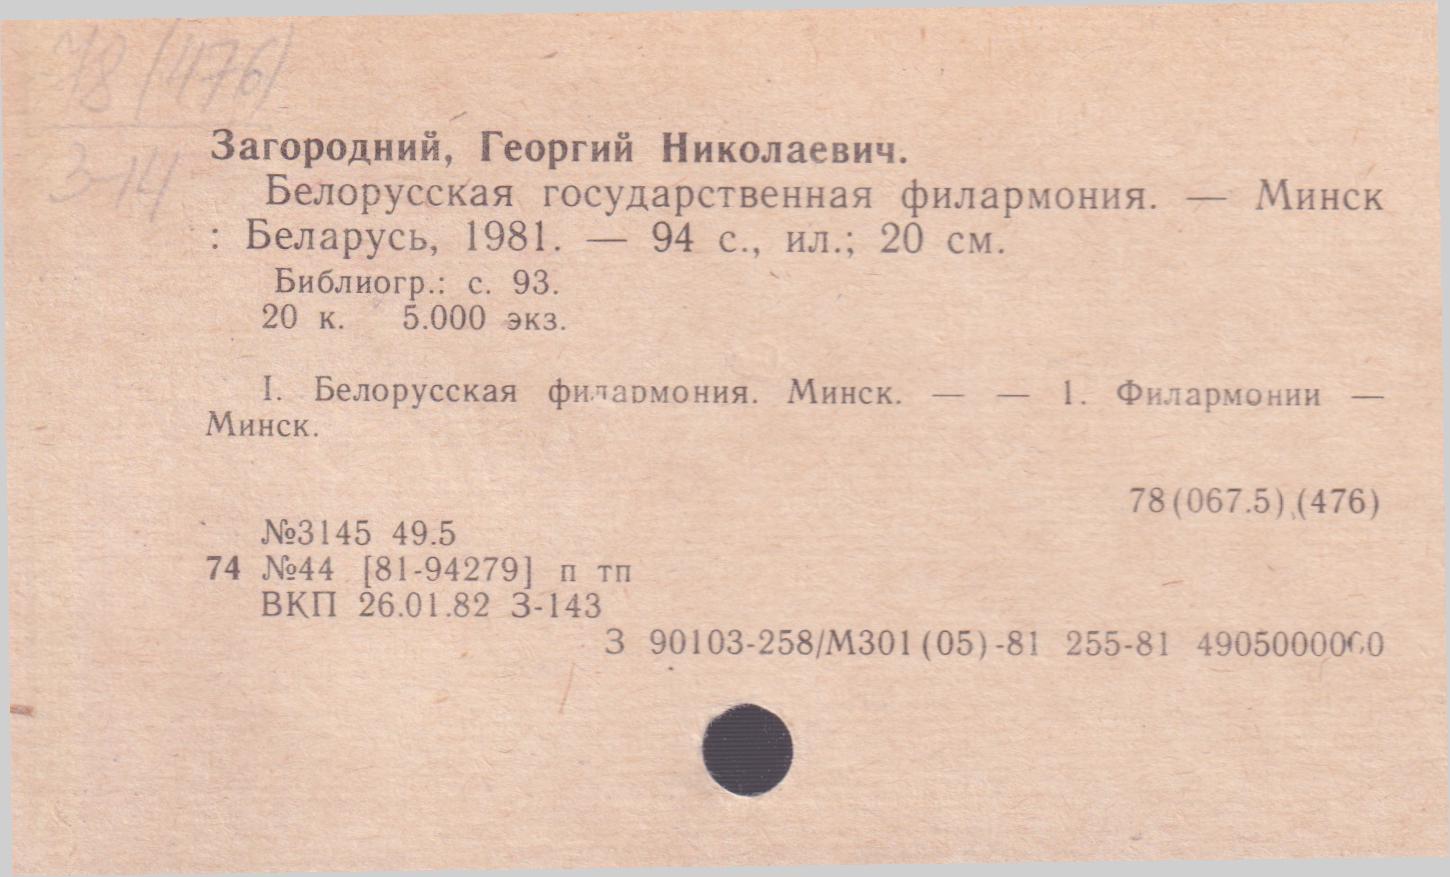 78(476)
З-14
Загородний, Георгий Николаевич.
Белорусская государственная филармония. — Минск
: Беларусь, 1981. — 94 с., ил.; 20 см.
Библиогр.: с. 93.
20 к. 5.000 экз.
I. Белорусская филармония. Минск. — — 1. Филармонии —
Минск.
78(067.5)(476)
№3145 49.5
74 №44 [81-94279] п тп
ВКП 26.01.82 З-143
З 90103-258/М301(05)-81 255-81 4905000000